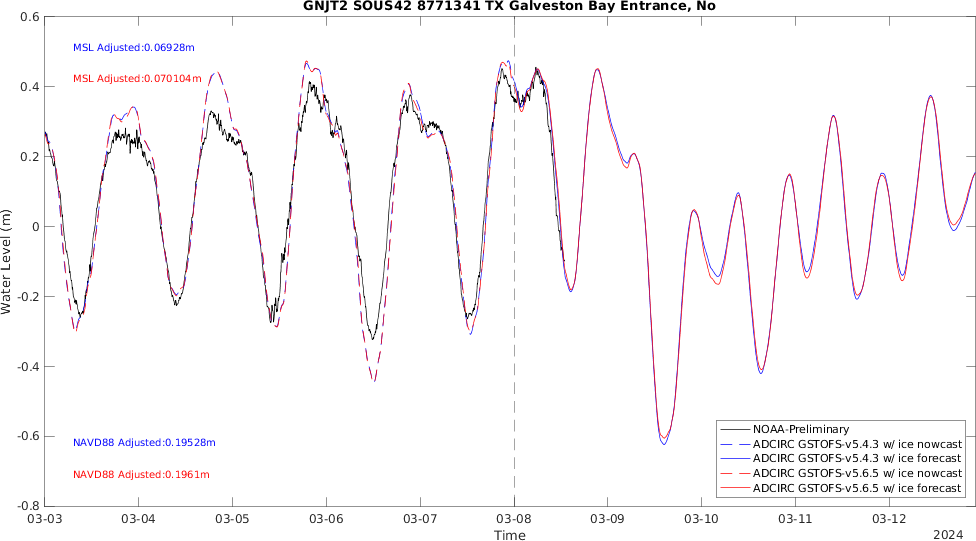 GNJT2 SOUS42 8771341 TX Galveston Bay Entrance, No
0.6
MSL Adjusted:0.06928m
MSL Adjusted:0.070104m
0.4
0.2
0
-0.2
-0.4
-0.6
-0.8
Water Level (m)
NAVD88 Adjusted:0.19528m
NAVD88 Adjusted:0.1961m
NOAA-Preliminary
ADCIRC GSTOFS-v5.4.3 w/ ice nowcast
ADCIRC GSTOFS-v5.4.3 w/ ice forecast
ADCIRC GSTOFS-v5.6.5 w/ ice nowcast
ADCIRC GSTOFS-v5.6.5 w/ ice forecast
03-03 03-04 03-05 03-06 03-07 03-08 03-09 03-10 03-11 03-12
Time
2024